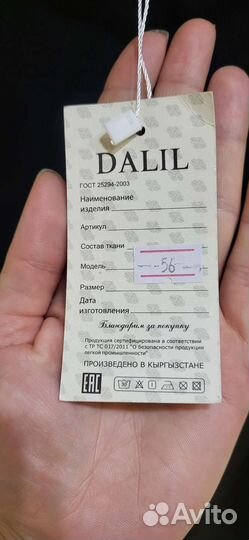 DALIL
ГОСТ 25294-2003
Наименование
изделия
Артикул
Состав ткани
Модель
56
Размер
Дата
изготовления
Благодарим за покупку
Продукция сертифицирована в соответствии
с ТР ТС 017/2011 "О безопасности продукции
легкой промышленности"
ПРОИЗВЕДЕНО В КЫРГЫЗСТАНЕ
EAC
Avito